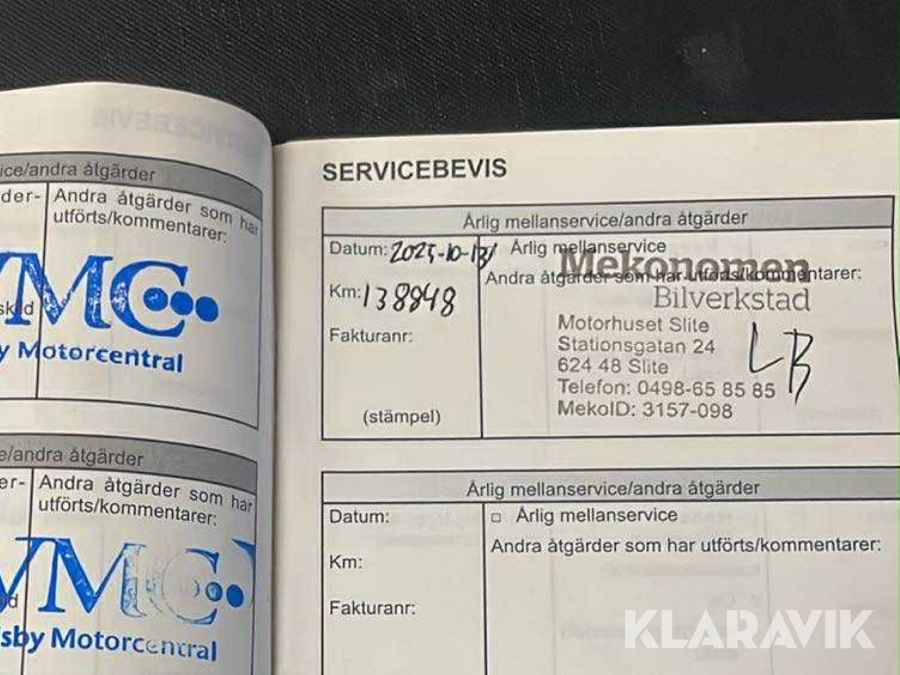 ice/andra åtgärder
der- Andra åtgärder som har
utförts/kommentarer:
VMC
Motorcentral
e/andra åtgärder
er- Andra åtgärder som har
utförts/kommentarer:
VMC
sby Motorcentral
SERVICEBEVIS
Årlig mellanservice/andra åtgärder
Datum: 2025-10-13 Årlig mellanservice
Andra åtgärder som har utförts/kommentarer:
Km: 138848
Fakturanr:
(stämpel)
Mekonomen
Bilverkstad
Motorhuset Slite
Stationsgatan 24
624 48 Slite
Telefon: 0498-65 85 85
MekoID: 3157-098
LB
Årlig mellanservice/andra åtgärder
Datum: □ Årlig mellanservice
Andra åtgärder som har utförts/kommentarer:
Km:
Fakturanr:
KLARAVIK